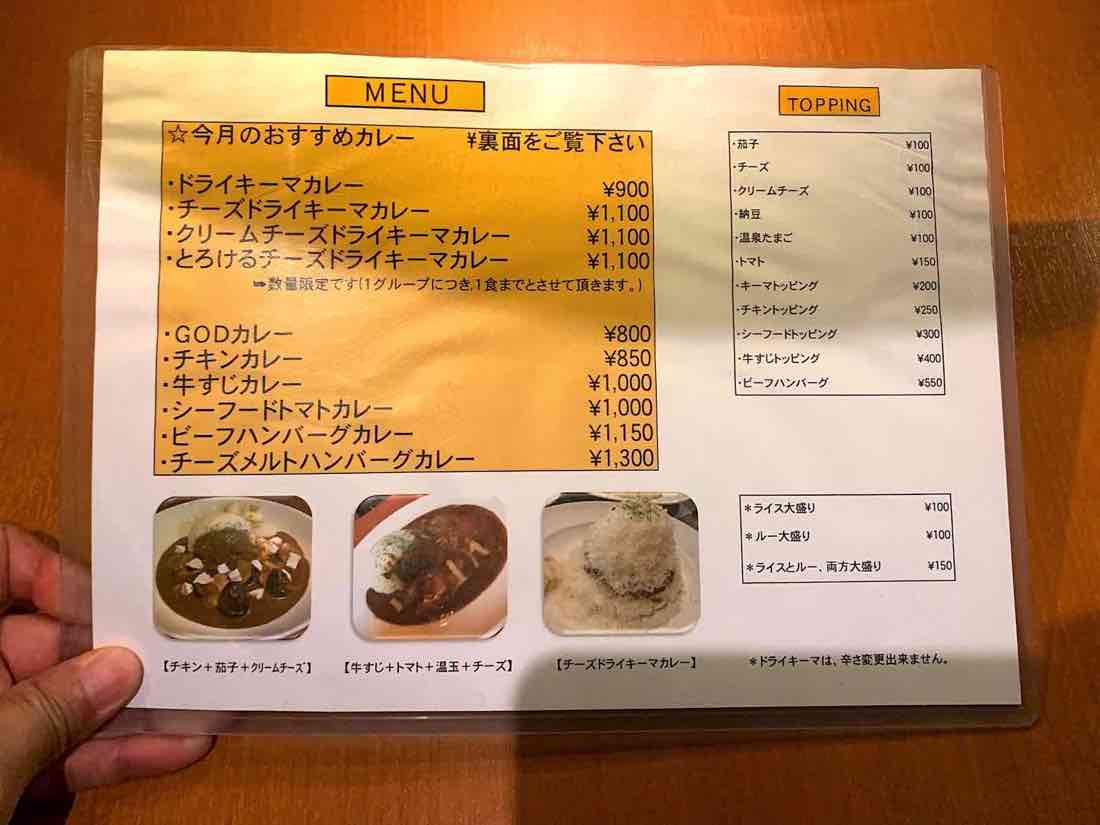 MENU
☆今月のおすすめカレー ¥裏面をご覧下さい
・ドライキーマカレー ¥900
・チーズドライキーマカレー ¥1,100
・クリームチーズドライキーマカレー ¥1,100
・とろけるチーズドライキーマカレー ¥1,100
➡数量限定です(1グループにつき,1食までとさせて頂きます。)
・GODカレー ¥800
・チキンカレー ¥850
・牛すじカレー ¥1,000
・シーフードトマトカレー ¥1,000
・ビーフハンバーグカレー ¥1,150
・チーズメルトハンバーグカレー ¥1,300
【チキン＋茄子＋クリームチーズ】
【牛すじ＋トマト＋温玉＋チーズ】
【チーズドライキーマカレー】
TOPPING
・茄子 ¥100
・チーズ ¥100
・クリームチーズ ¥100
・納豆 ¥100
・温泉たまご ¥100
・トマト ¥150
・キーマトッピング ¥200
・チキントッピング ¥250
・シーフードトッピング ¥300
・牛すじトッピング ¥400
・ビーフハンバーグ ¥550
＊ライス大盛り ¥100
＊ルー大盛り ¥100
＊ライスとルー、両方大盛り ¥150
＊ドライキーマは、辛さ変更出来ません。